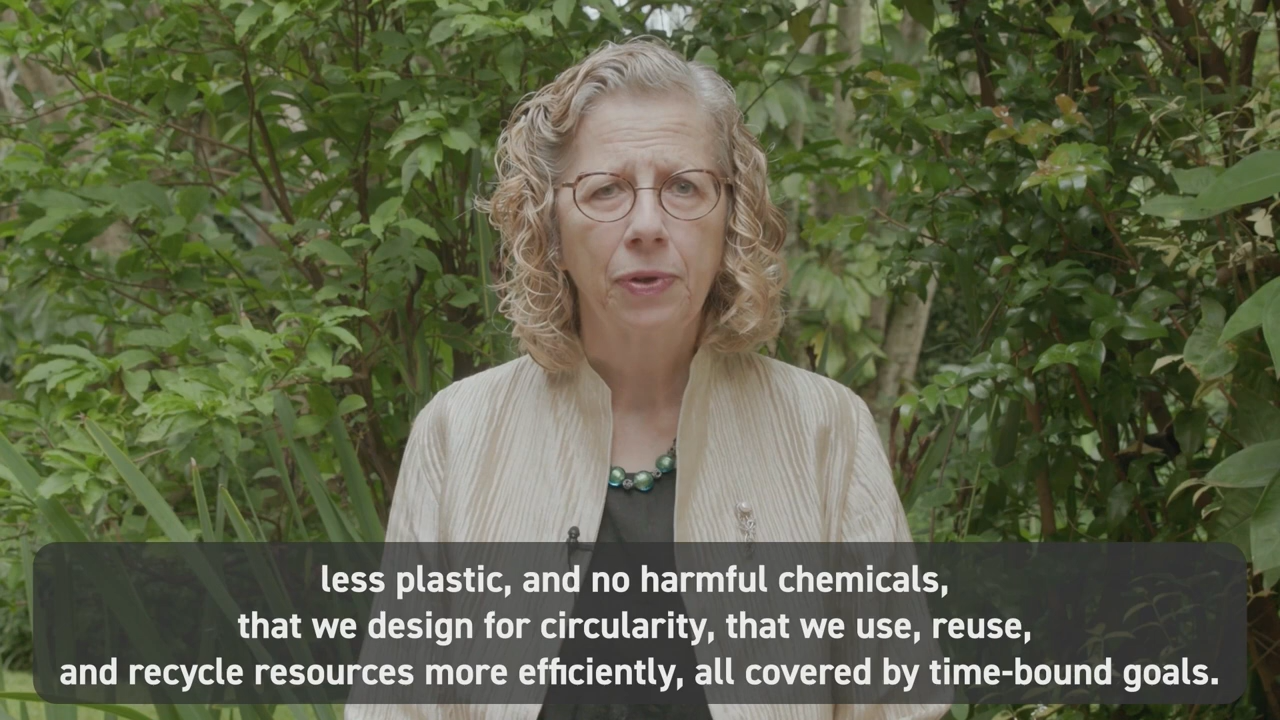 less plastic, and no harmful chemicals,
that we design for circularity, that we use, reuse,
and recycle resources more efficiently, all covered by time-bound goals.